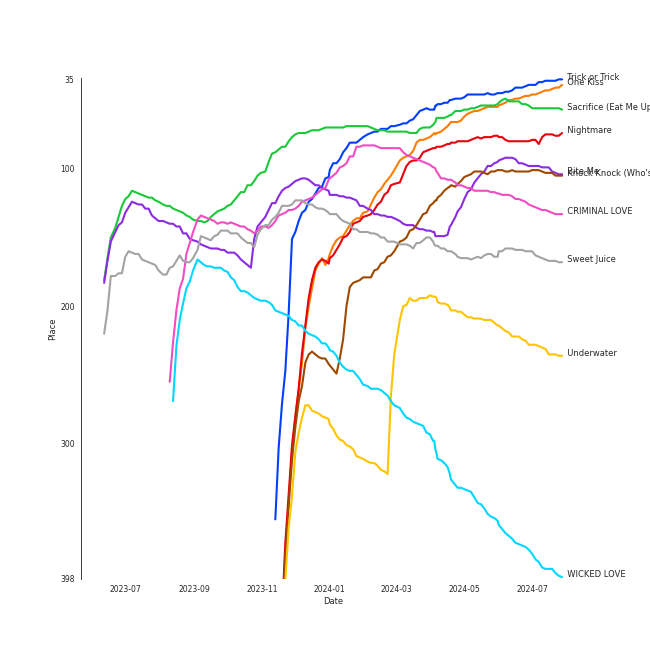 35
100
200
300
398
Place
2023-07
2023-09
2023-11
2024-01
2024-03
2024-05
2024-07
Date
Trick or Trick
One Kiss
Sacrifice (Eat Me Up
Nightmare
Bite Me
Knock Knock (Who's
CRIMINAL LOVE
Sweet Juice
Underwater
WICKED LOVE